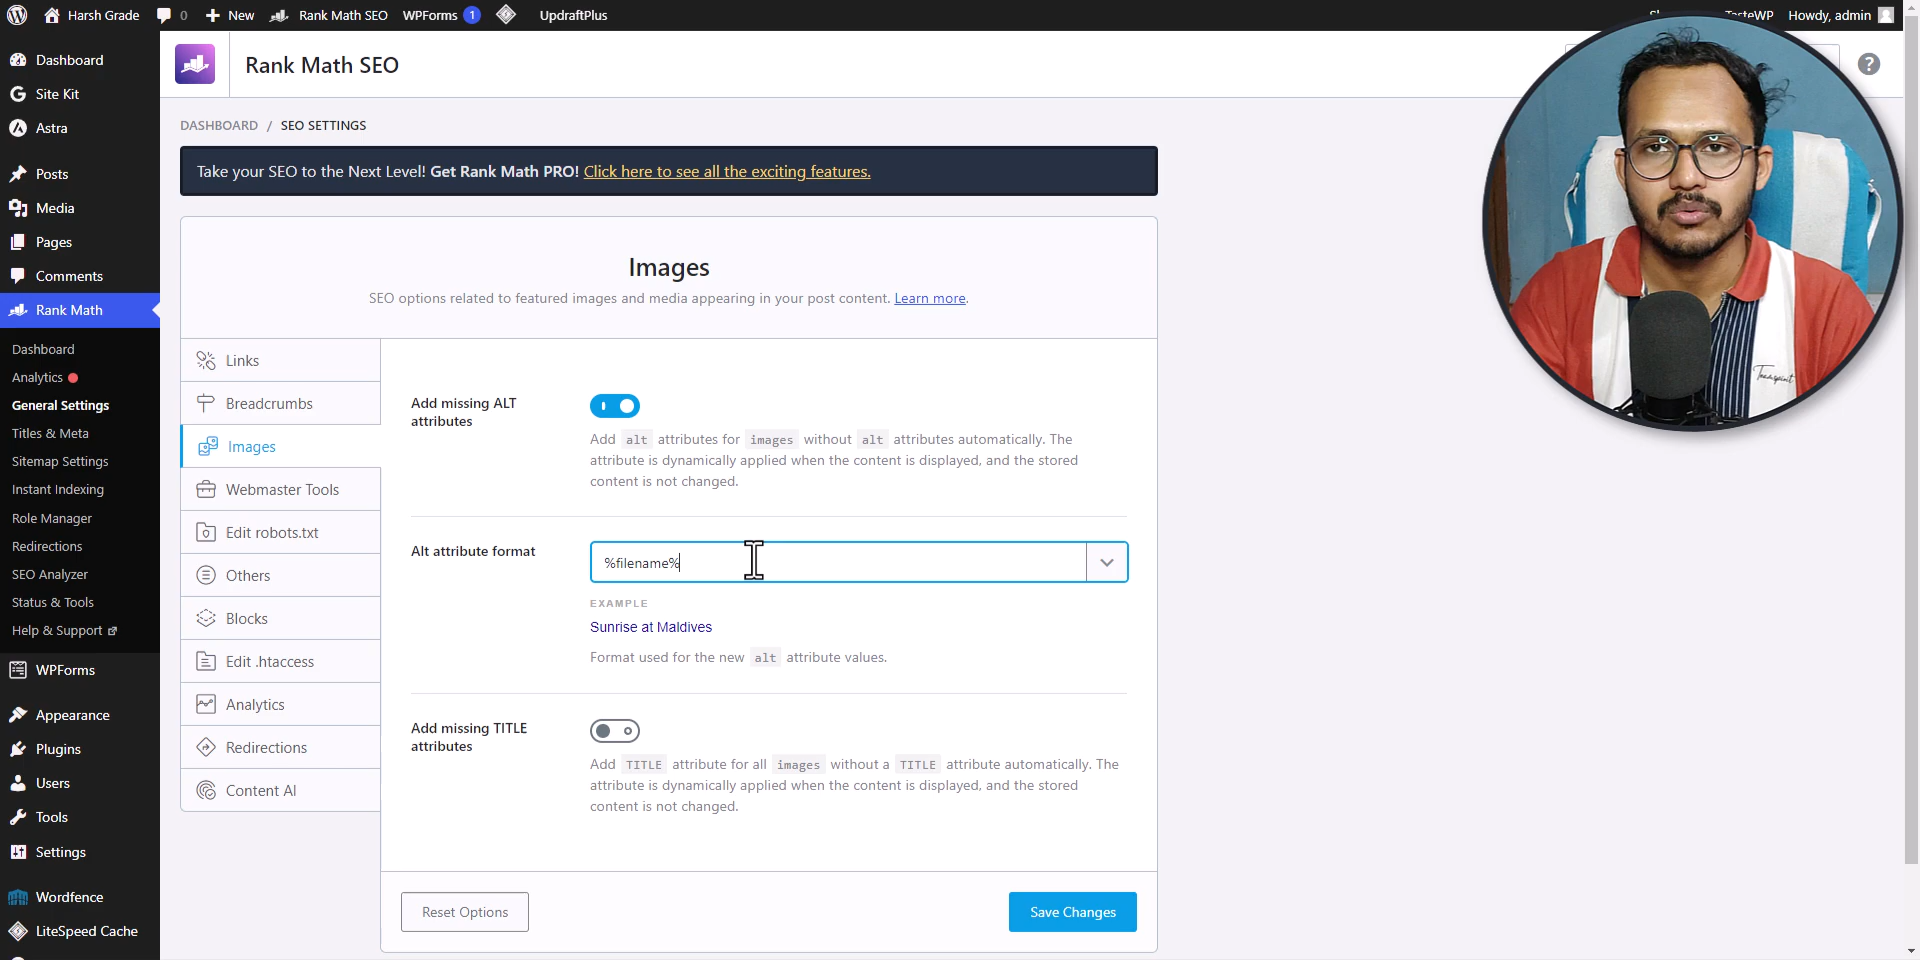 Harsh Grade
0
New
Rank Math SEO
WPForms 1
UpdraftPlus
TasteWP
Howdy, admin
Dashboard
Site Kit
Astra
Posts
Media
Pages
Comments
Rank Math
Dashboard
Analytics
General Settings
Titles & Meta
Sitemap Settings
Instant Indexing
Role Manager
Redirections
SEO Analyzer
Status & Tools
Help & Support
WPForms
Appearance
Plugins
Users
Tools
Settings
Wordfence
LiteSpeed Cache
Rank Math SEO
?
DASHBOARD / SEO SETTINGS
Take your SEO to the Next Level! Get Rank Math PRO! Click here to see all the exciting features.
Images
SEO options related to featured images and media appearing in your post content. Learn more.
Links
Breadcrumbs
Images
Webmaster Tools
Edit robots.txt
Others
Blocks
Edit .htaccess
Analytics
Redirections
Content AI
Add missing ALT
attributes
Add alt attributes for images without alt attributes automatically. The
attribute is dynamically applied when the content is displayed, and the stored
content is not changed.
Alt attribute format
%filename%
EXAMPLE
Sunrise at Maldives
Format used for the new alt attribute values.
Add missing TITLE
attributes
Add TITLE attribute for all images without a TITLE attribute automatically. The
attribute is dynamically applied when the content is displayed, and the stored
content is not changed.
Reset Options
Save Changes